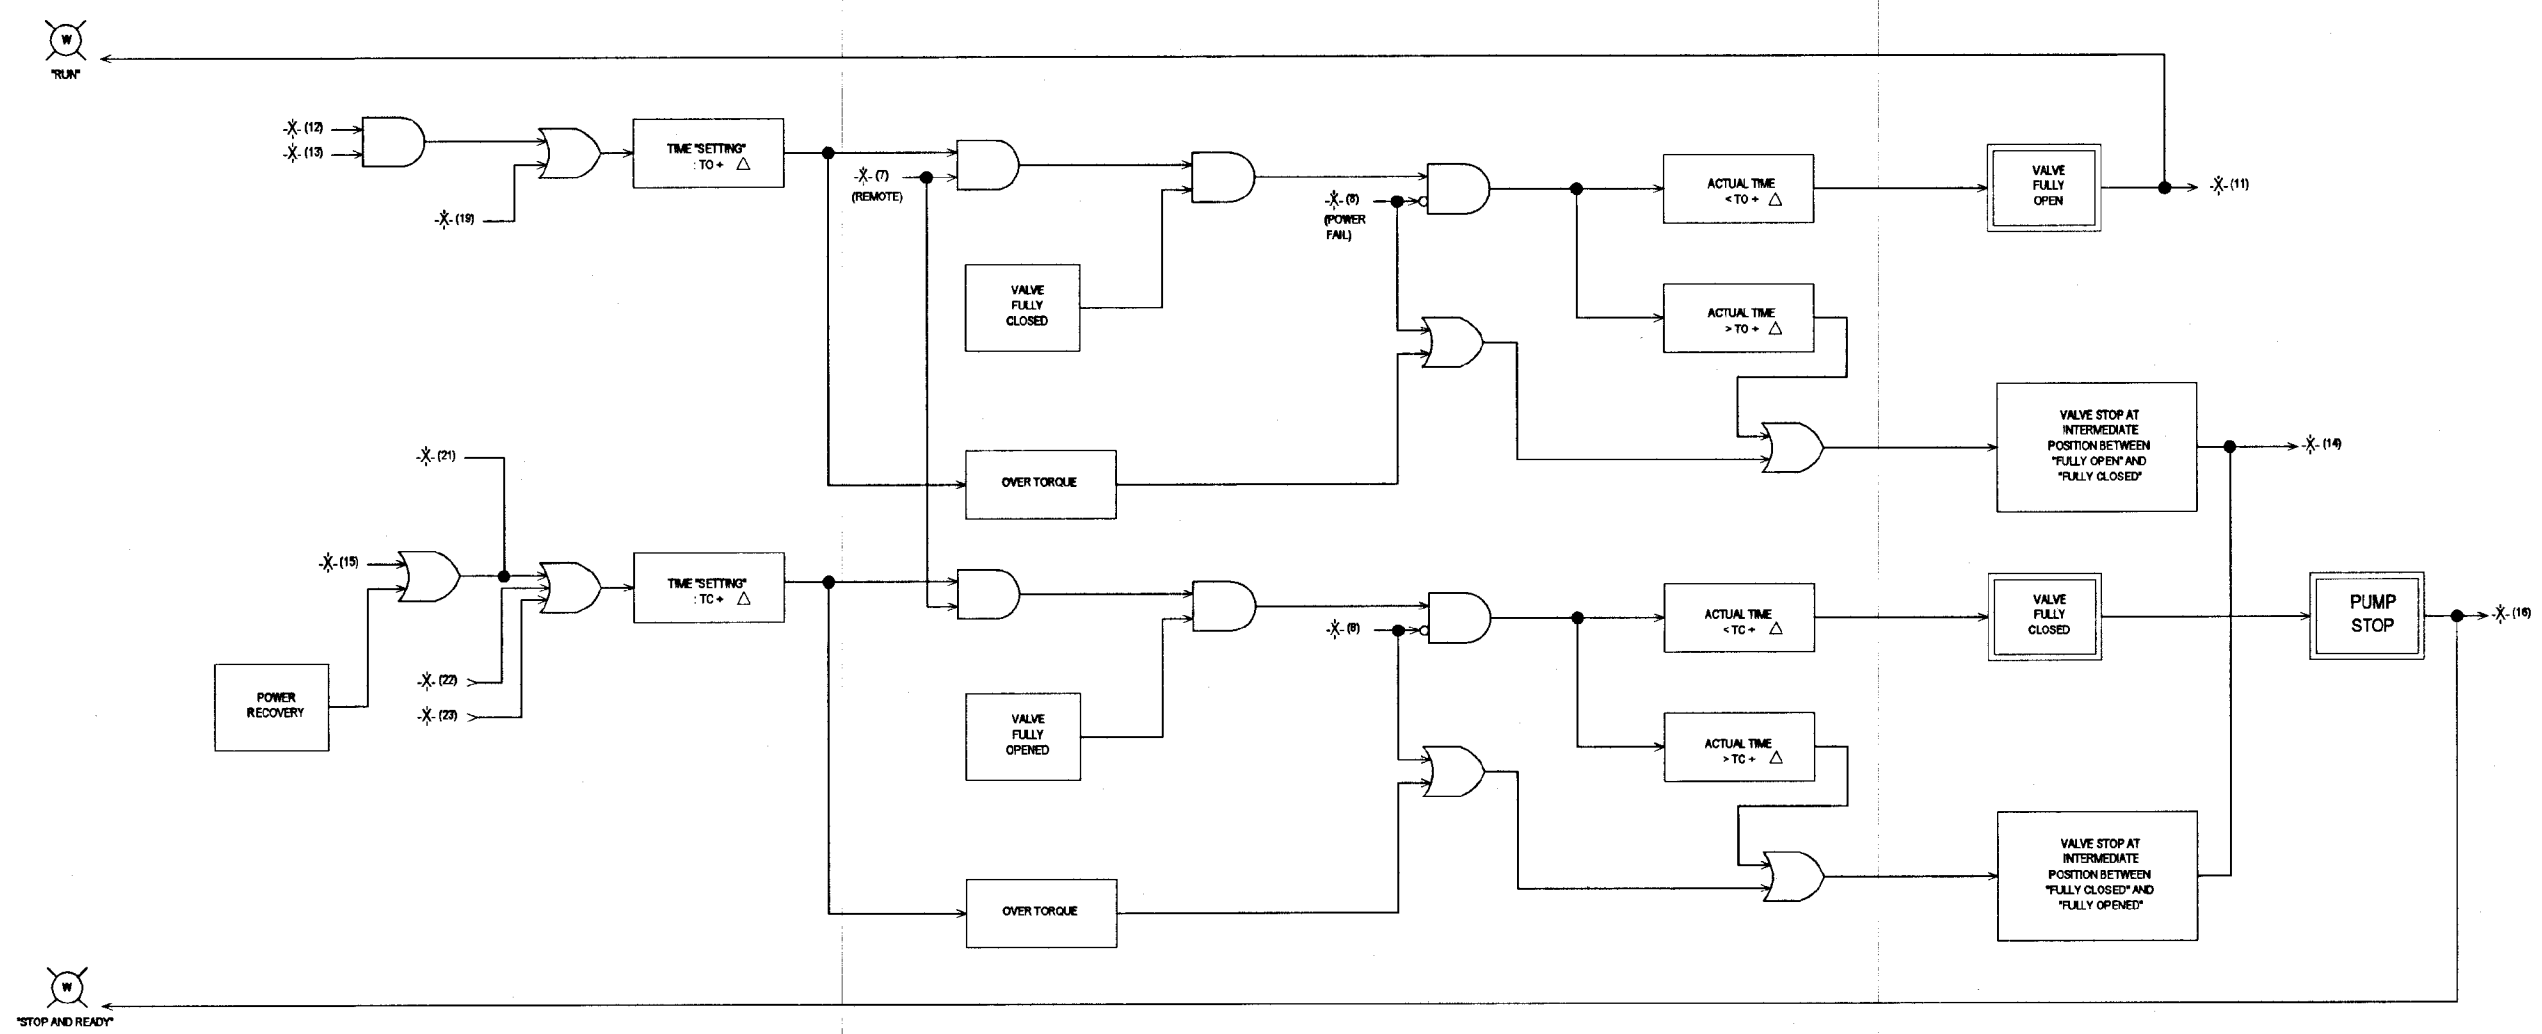 W
"RUN"
-X- (12)
-X- (13)
-X- (19)
TIME "SETTING"
: TO + △
-X- (7)
(REMOTE)
VALVE
FULLY
CLOSED
OVER TORQUE
-X- (8)
(POWER
FAIL)
ACTUAL TIME
< TO + △
ACTUAL TIME
> TO + △
VALVE
FULLY
OPEN
-X- (11)
VALVE STOP AT
INTERMEDIATE
POSITION BETWEEN
"FULLY OPEN" AND
"FULLY CLOSED"
-X- (14)
-X- (21)
-X- (15)
POWER
RECOVERY
-X- (22)
-X- (23)
TIME "SETTING"
: TC + △
VALVE
FULLY
OPENED
OVER TORQUE
-X- (8)
ACTUAL TIME
< TC + △
ACTUAL TIME
> TC + △
VALVE
FULLY
CLOSED
PUMP
STOP
-X- (16)
VALVE STOP AT
INTERMEDIATE
POSITION BETWEEN
"FULLY CLOSED" AND
"FULLY OPENED"
W
"STOP AND READY"